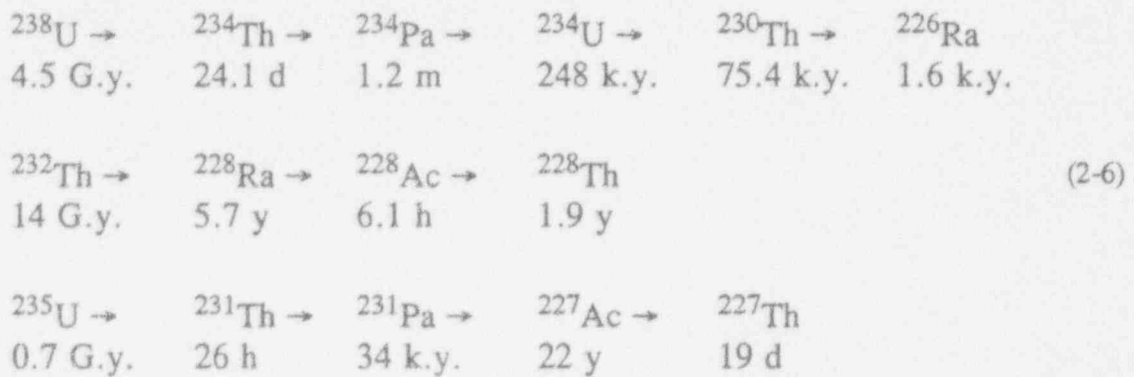 ²³⁸U → ²³⁴Th → ²³⁴Pa → ²³⁴U → ²³⁰Th → ²²⁶Ra
4.5 G.y. 24.1 d 1.2 m 248 k.y. 75.4 k.y. 1.6 k.y.
²³²Th → ²²⁸Ra → ²²⁸Ac → ²²⁸Th (2-6)
14 G.y. 5.7 y 6.1 h 1.9 y
²³⁵U → ²³¹Th → ²³¹Pa → ²²⁷Ac → ²²⁷Th
0.7 G.y. 26 h 34 k.y. 22 y 19 d